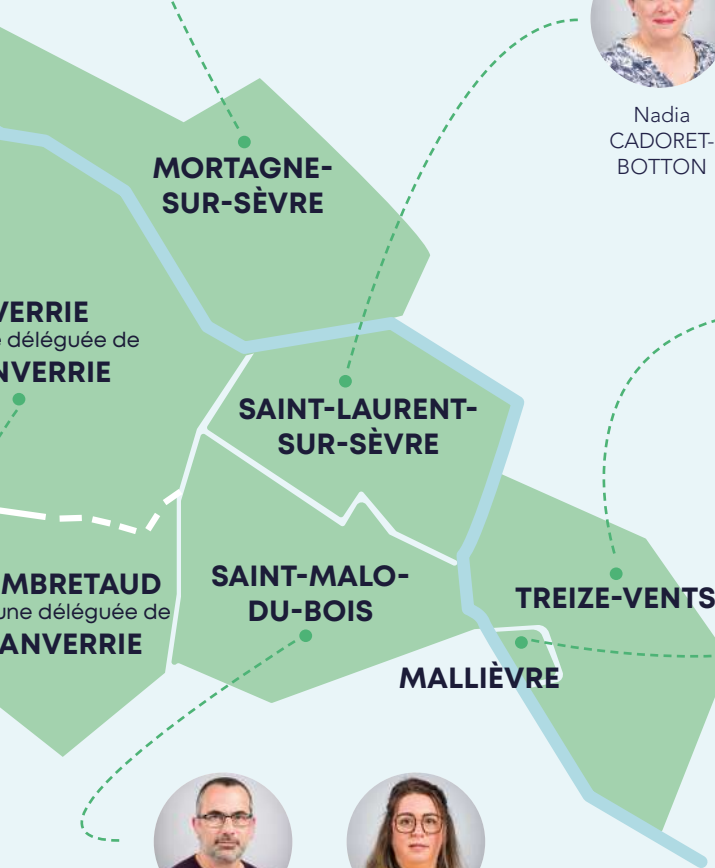 Nadia
CADORET-
BOTTON
MORTAGNE-
SUR-SÈVRE
VERRIE
déléguée de
NVERRIE
SAINT-LAURENT-
SUR-SÈVRE
SAINT-MALO-
DU-BOIS
TREIZE-VENTS
MBRETAUD
une déléguée de
ANVERRIE
MALLIÈVRE